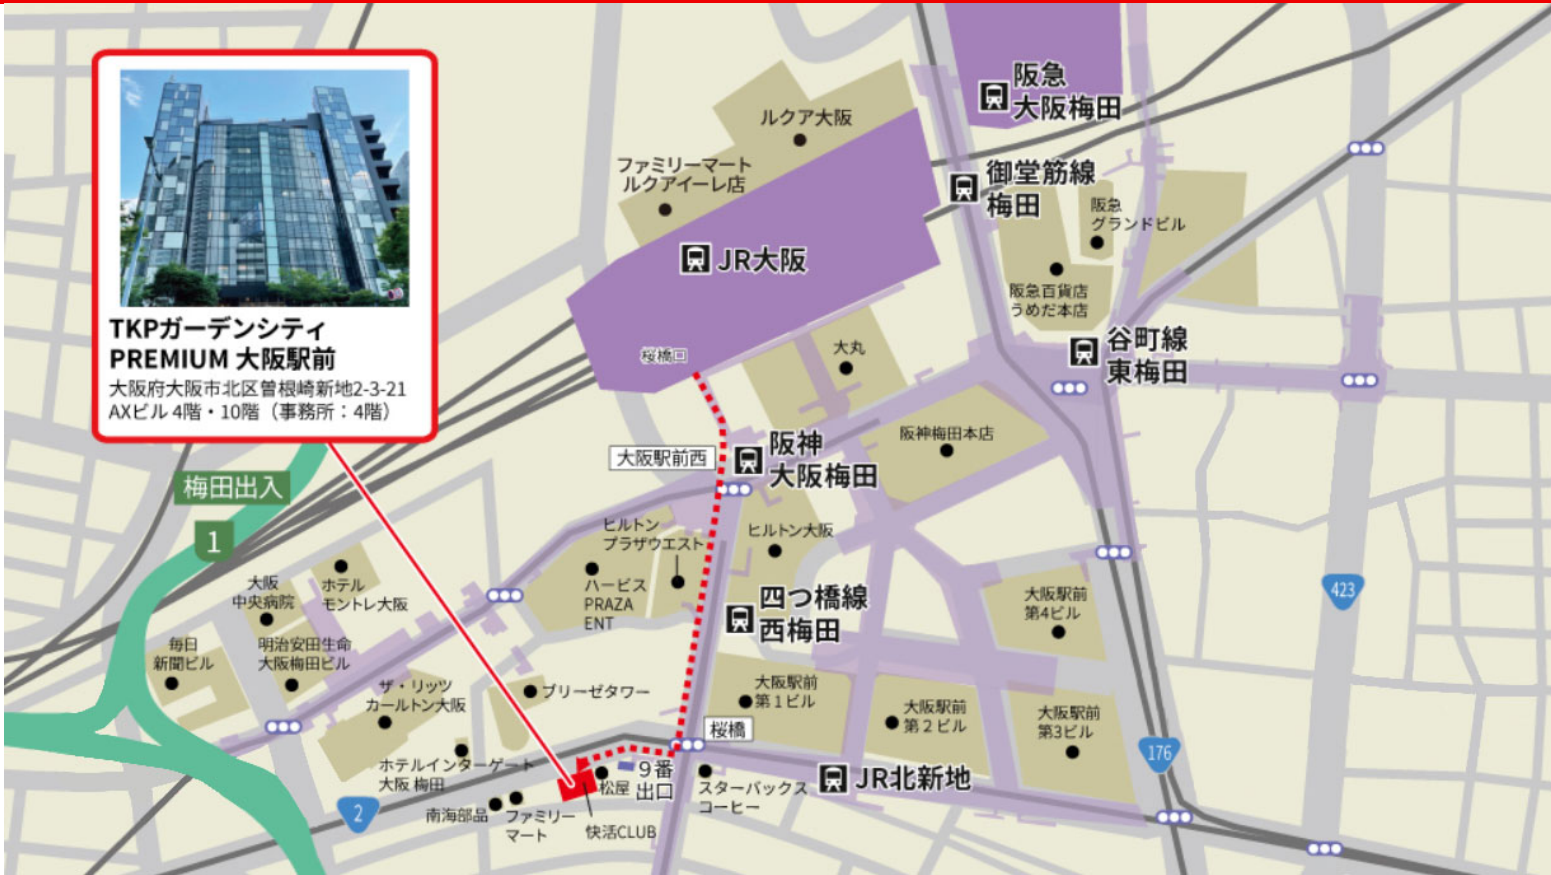 阪急
大阪梅田
ルクア大阪
ファミリーマート
ルクアイーレ店
御堂筋線
梅田
阪急
グランドビル
JR大阪
阪急百貨店
うめだ本店
TKPガーデンシティ
PREMIUM 大阪駅前
大阪府大阪市北区曽根崎新地2-3-21
AXビル 4階・10階（事務所：4階）
桜橋口
大丸
谷町線
東梅田
大阪駅前西
阪神
大阪梅田
阪神梅田本店
梅田出入
1
ヒルトン
プラザウエスト
ヒルトン大阪
大阪
中央病院
ホテル
モントレ大阪
ハービス
PRAZA
ENT
四つ橋線
西梅田
大阪駅前
第4ビル
423
毎日
新聞ビル
明治安田生命
大阪梅田ビル
ザ・リッツ
カールトン大阪
ブリーゼタワー
大阪駅前
第1ビル
大阪駅前
第2ビル
大阪駅前
第3ビル
桜橋
176
ホテルインターゲート
大阪 梅田
松屋
9番
出口
スターバックス
コーヒー
JR北新地
2
南海部品
ファミリー
マート
快活CLUB